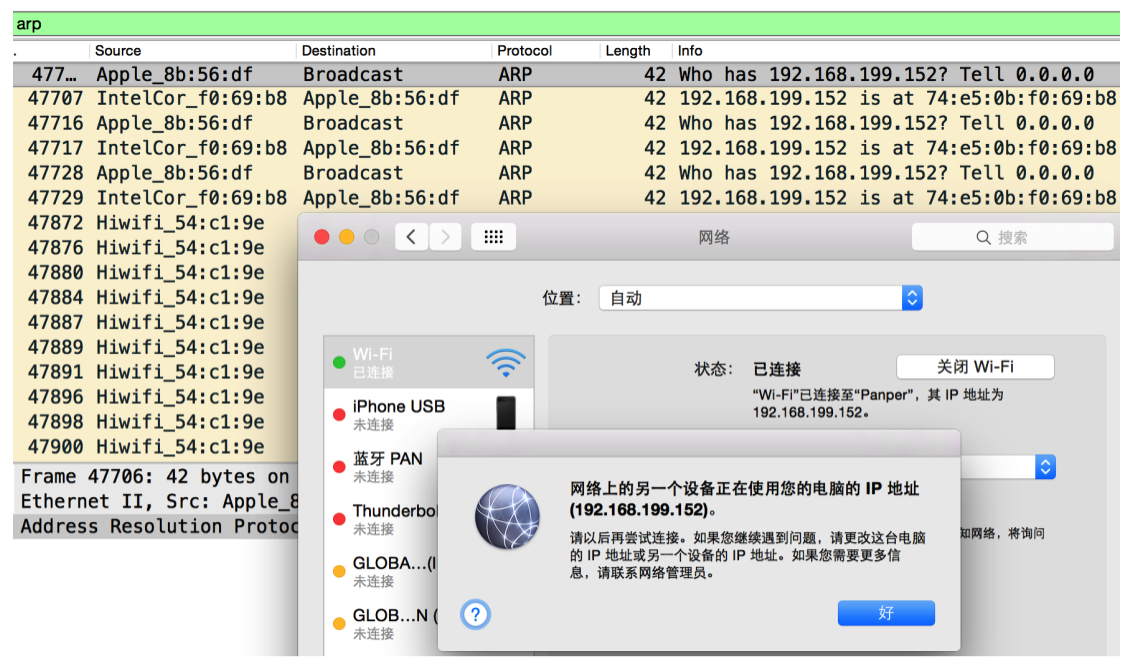 arp
. Source Destination Protocol Length Info
477… Apple_8b:56:df Broadcast ARP 42 Who has 192.168.199.152? Tell 0.0.0.0
47707 IntelCor_f0:69:b8 Apple_8b:56:df ARP 42 192.168.199.152 is at 74:e5:0b:f0:69:b8
47716 Apple_8b:56:df Broadcast ARP 42 Who has 192.168.199.152? Tell 0.0.0.0
47717 IntelCor_f0:69:b8 Apple_8b:56:df ARP 42 192.168.199.152 is at 74:e5:0b:f0:69:b8
47728 Apple_8b:56:df Broadcast ARP 42 Who has 192.168.199.152? Tell 0.0.0.0
47729 IntelCor_f0:69:b8 Apple_8b:56:df ARP 42 192.168.199.152 is at 74:e5:0b:f0:69:b8
47872 Hiwifi_54:c1:9e
47876 Hiwifi_54:c1:9e
47880 Hiwifi_54:c1:9e
47884 Hiwifi_54:c1:9e
47887 Hiwifi_54:c1:9e
47889 Hiwifi_54:c1:9e
47891 Hiwifi_54:c1:9e
47896 Hiwifi_54:c1:9e
47898 Hiwifi_54:c1:9e
47900 Hiwifi_54:c1:9e
Frame 47706: 42 bytes on
Ethernet II, Src: Apple_8
Address Resolution Protoc
网络
搜索
位置： 自动
Wi-Fi
已连接
iPhone USB
未连接
蓝牙 PAN
未连接
Thunderbol
未连接
GLOBA…(I
未连接
GLOB…N (
未连接
状态： 已连接
关闭 Wi-Fi
“Wi-Fi”已连接至“Panper”，其 IP 地址为
192.168.199.152。
知网络，将询问
网络上的另一个设备正在使用您的电脑的 IP 地址
(192.168.199.152)。
请以后再尝试连接。如果您继续遇到问题，请更改这台电脑
的 IP 地址或另一个设备的 IP 地址。如果您需要更多信
息，请联系网络管理员。
?
好